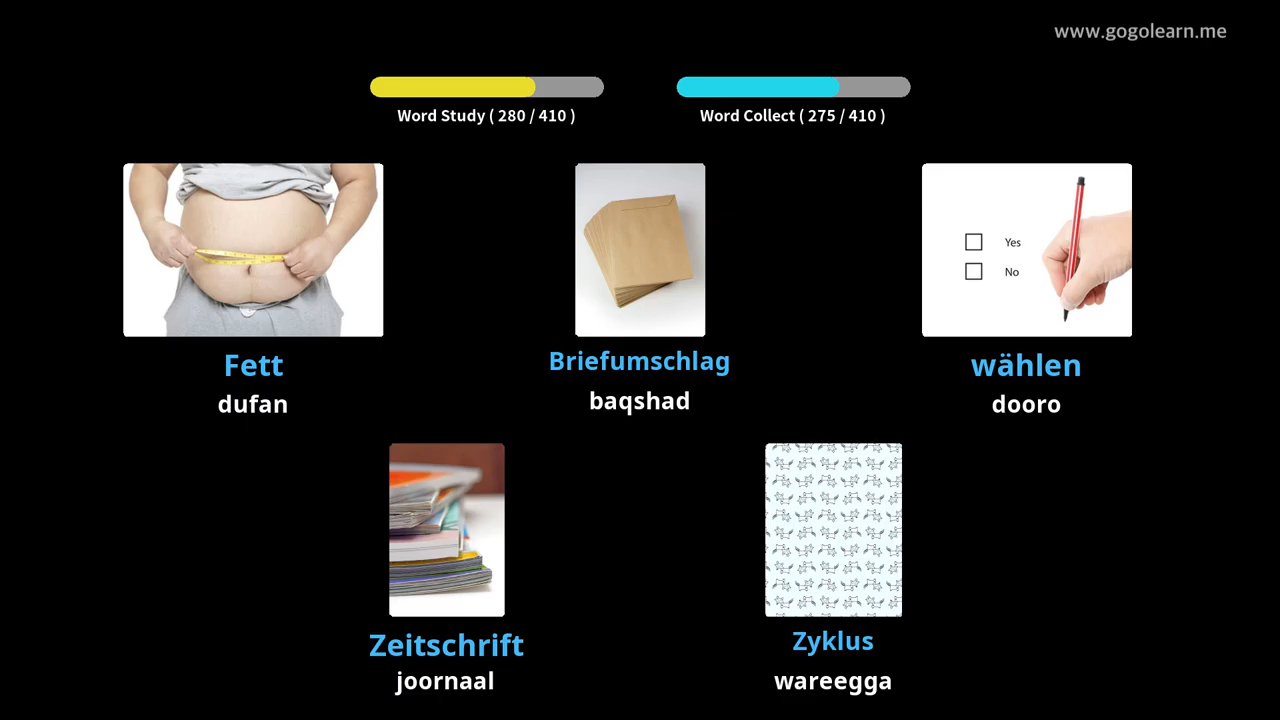 www.gogolearn.me
Word Study ( 280 / 410 )
Word Collect ( 275 / 410 )
Yes
No
Fett
dufan
Briefumschlag
baqshad
wählen
dooro
Zeitschrift
joornaal
Zyklus
wareegga